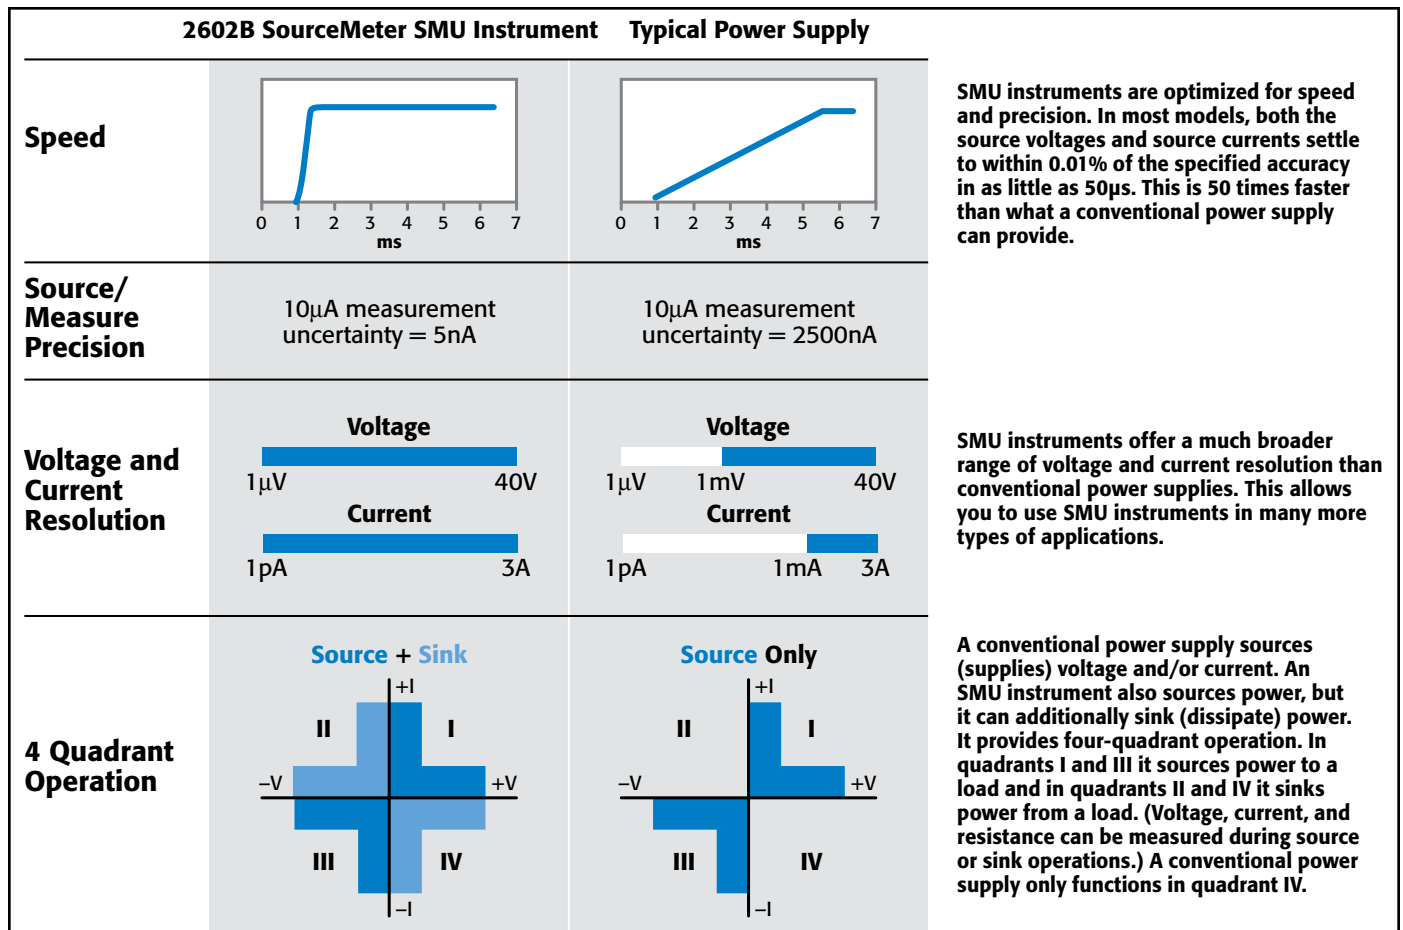 2602B SourceMeter SMU Instrument
Typical Power Supply
Speed
0 1 2 3 4 5 6 7
ms
0 1 2 3 4 5 6 7
ms
SMU instruments are optimized for speed
and precision. In most models, both the
source voltages and source currents settle
to within 0.01% of the specified accuracy
in as little as 50µs. This is 50 times faster
than what a conventional power supply
can provide.
Source/
Measure
Precision
10µA measurement
uncertainty = 5nA
10µA measurement
uncertainty = 2500nA
Voltage and
Current
Resolution
Voltage
1µV 40V
Current
1pA 3A
Voltage
1µV 1mV 40V
Current
1pA 1mA 3A
SMU instruments offer a much broader
range of voltage and current resolution than
conventional power supplies. This allows
you to use SMU instruments in many more
types of applications.
4 Quadrant
Operation
Source + Sink
+I
II I
–V +V
III IV
–I
Source Only
+I
II I
–V +V
III IV
–I
A conventional power supply sources
(supplies) voltage and/or current. An
SMU instrument also sources power, but
it can additionally sink (dissipate) power.
It provides four-quadrant operation. In
quadrants I and III it sources power to a
load and in quadrants II and IV it sinks
power from a load. (Voltage, current, and
resistance can be measured during source
or sink operations.) A conventional power
supply only functions in quadrant IV.